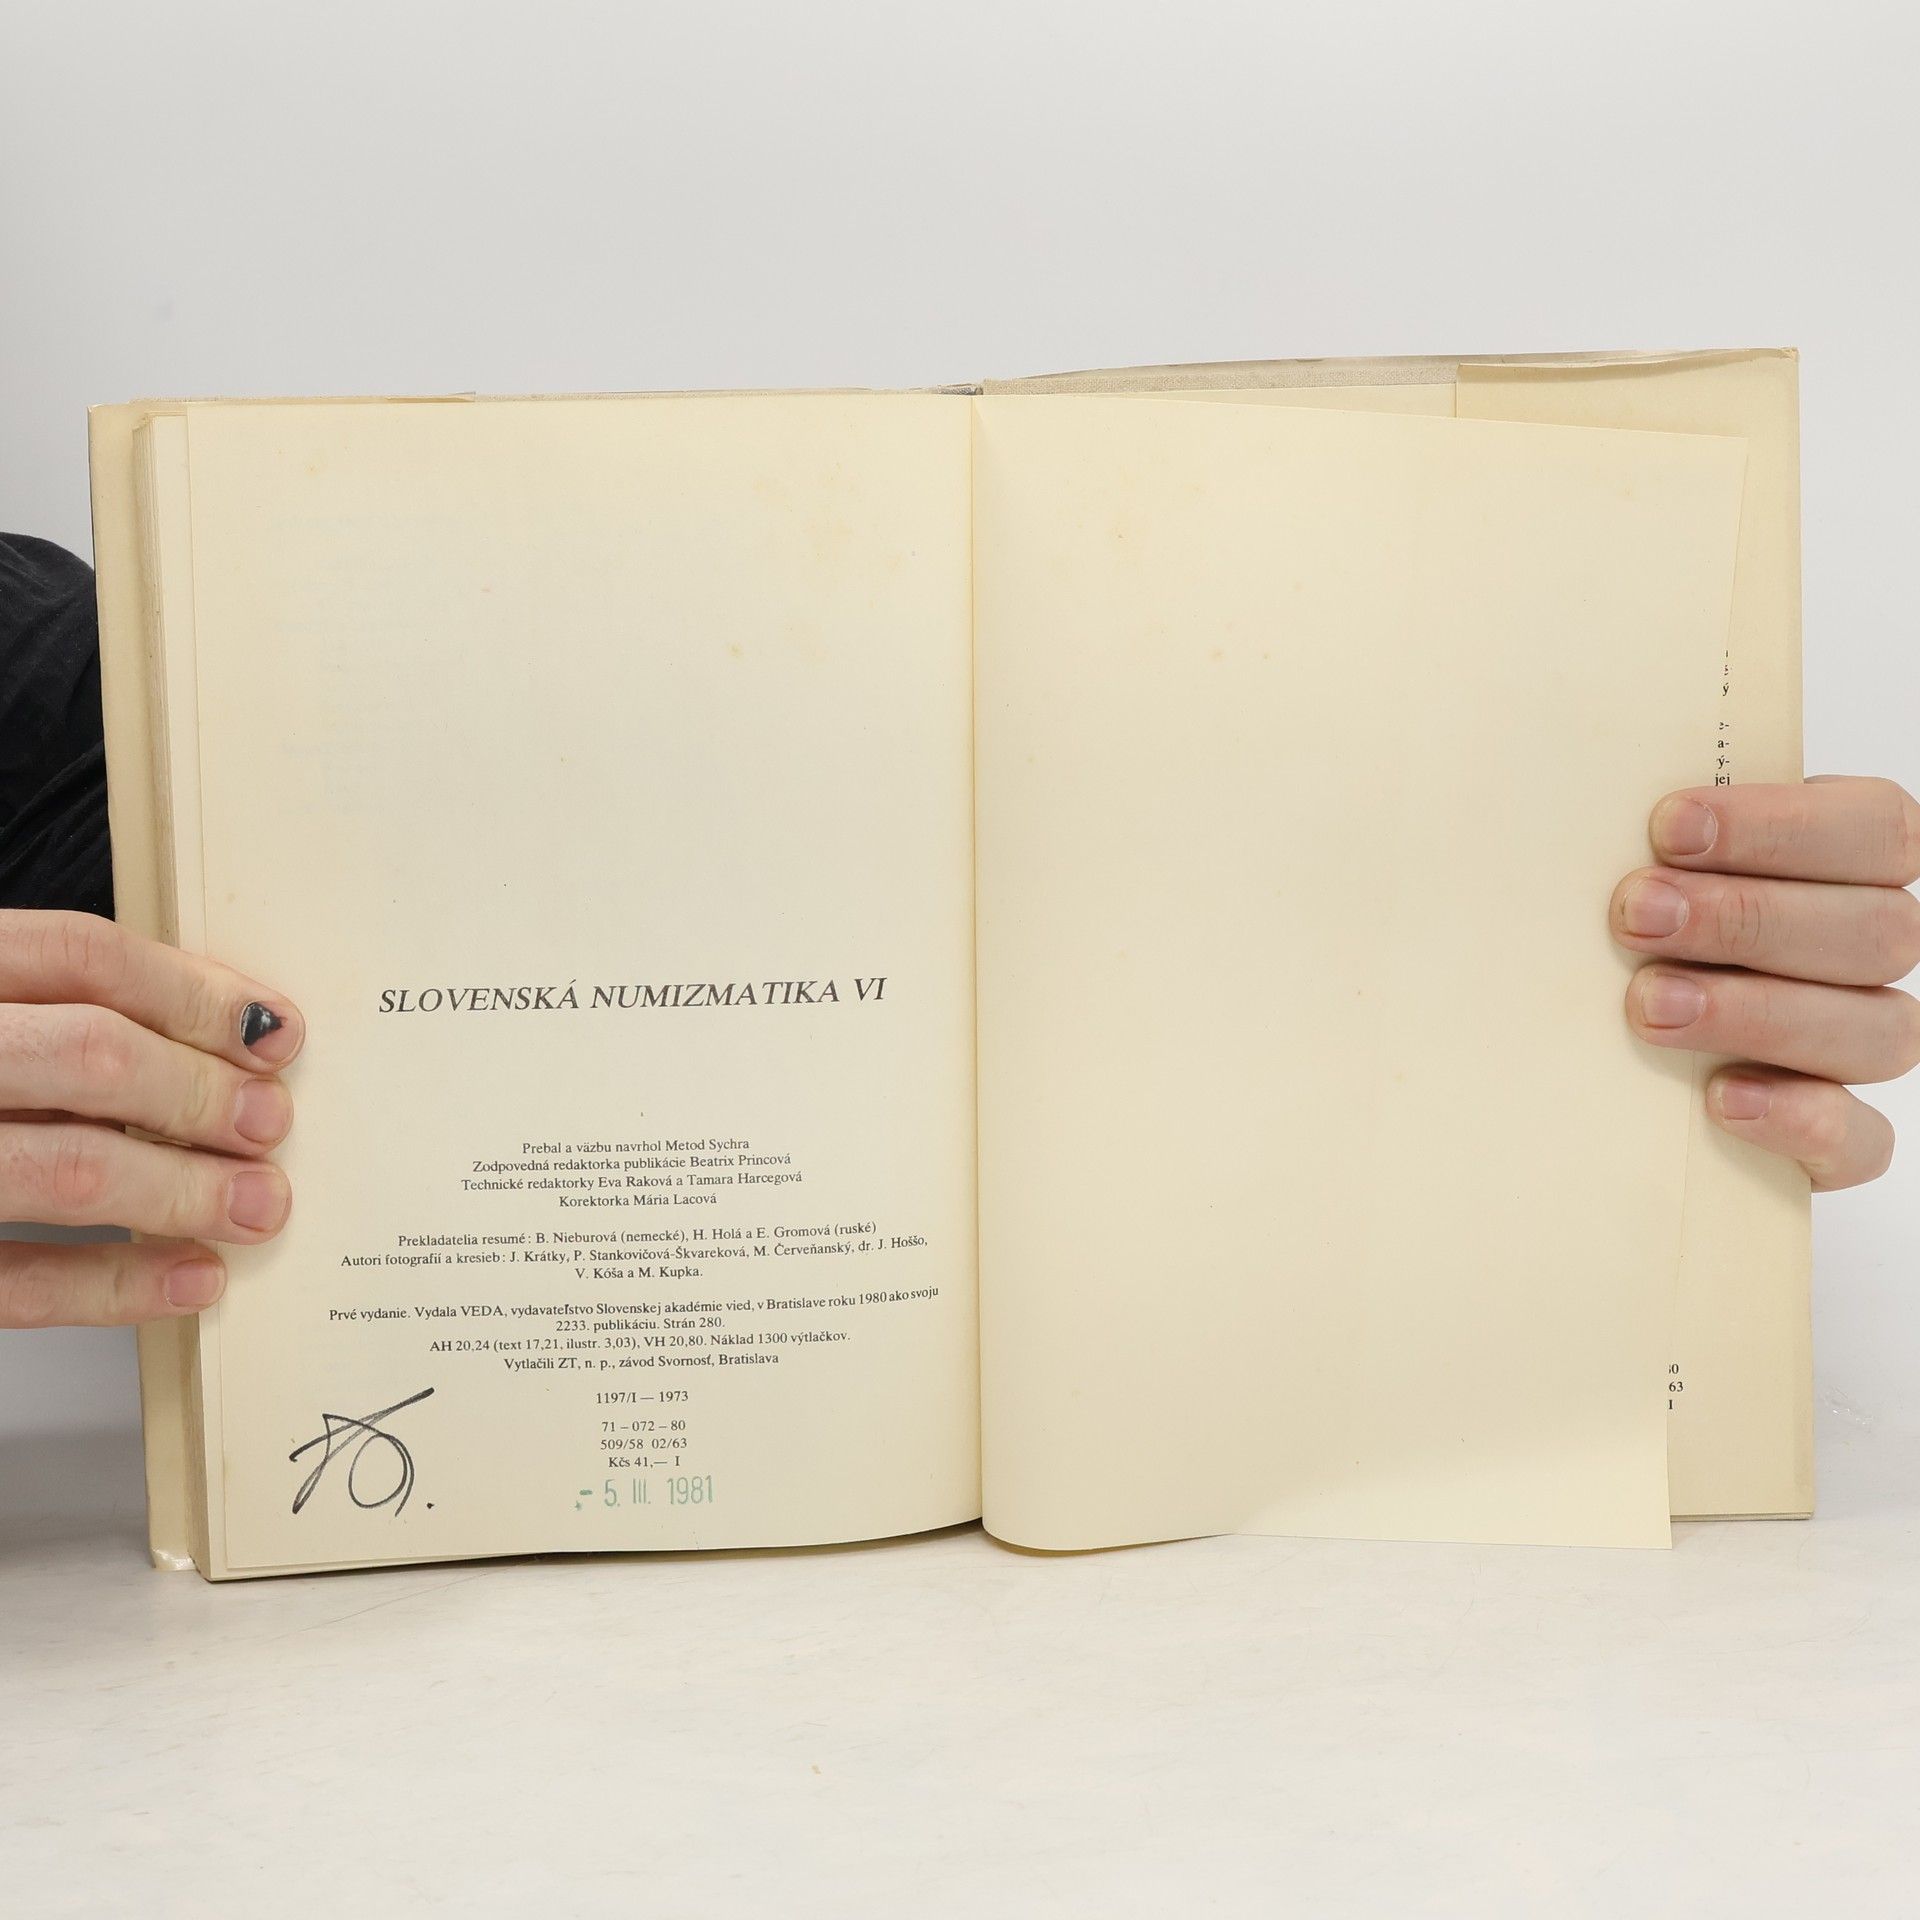 SLOVENSKÁ NUMIZMATIKA VI
Prebal a väzbu navrhol Metod Sychra
Zodpovedná redaktorka publikácie Beatrix Princová
Technické redaktorky Eva Raková a Tamara Harcegová
Korektorka Mária Lacová
Prekladatelia resumé: B. Nieburová (nemecké), H. Holá a E. Gromová (ruské)
Autori fotografií a kresieb: J. Krátky, P. Stankovičová-Škvareková, M. Červeňanský, dr. J. Hoššo,
V. Kóša a M. Kupka.
Prvé vydanie. Vydala VEDA, vydavateľstvo Slovenskej akadémie vied, v Bratislave roku 1980 ako svoju
2233. publikáciu. Strán 280.
AH 20,24 (text 17,21, ilustr. 3,03), VH 20,80. Náklad 1300 výtlačkov.
Vytlačili ZT, n. p., závod Svornosť, Bratislava
1197/I — 1973
71 – 072 – 80
509/58 02/63
Kčs 41,— I
- 5. III. 1981
š
ý
e-
a-
ý-
jej
63
I